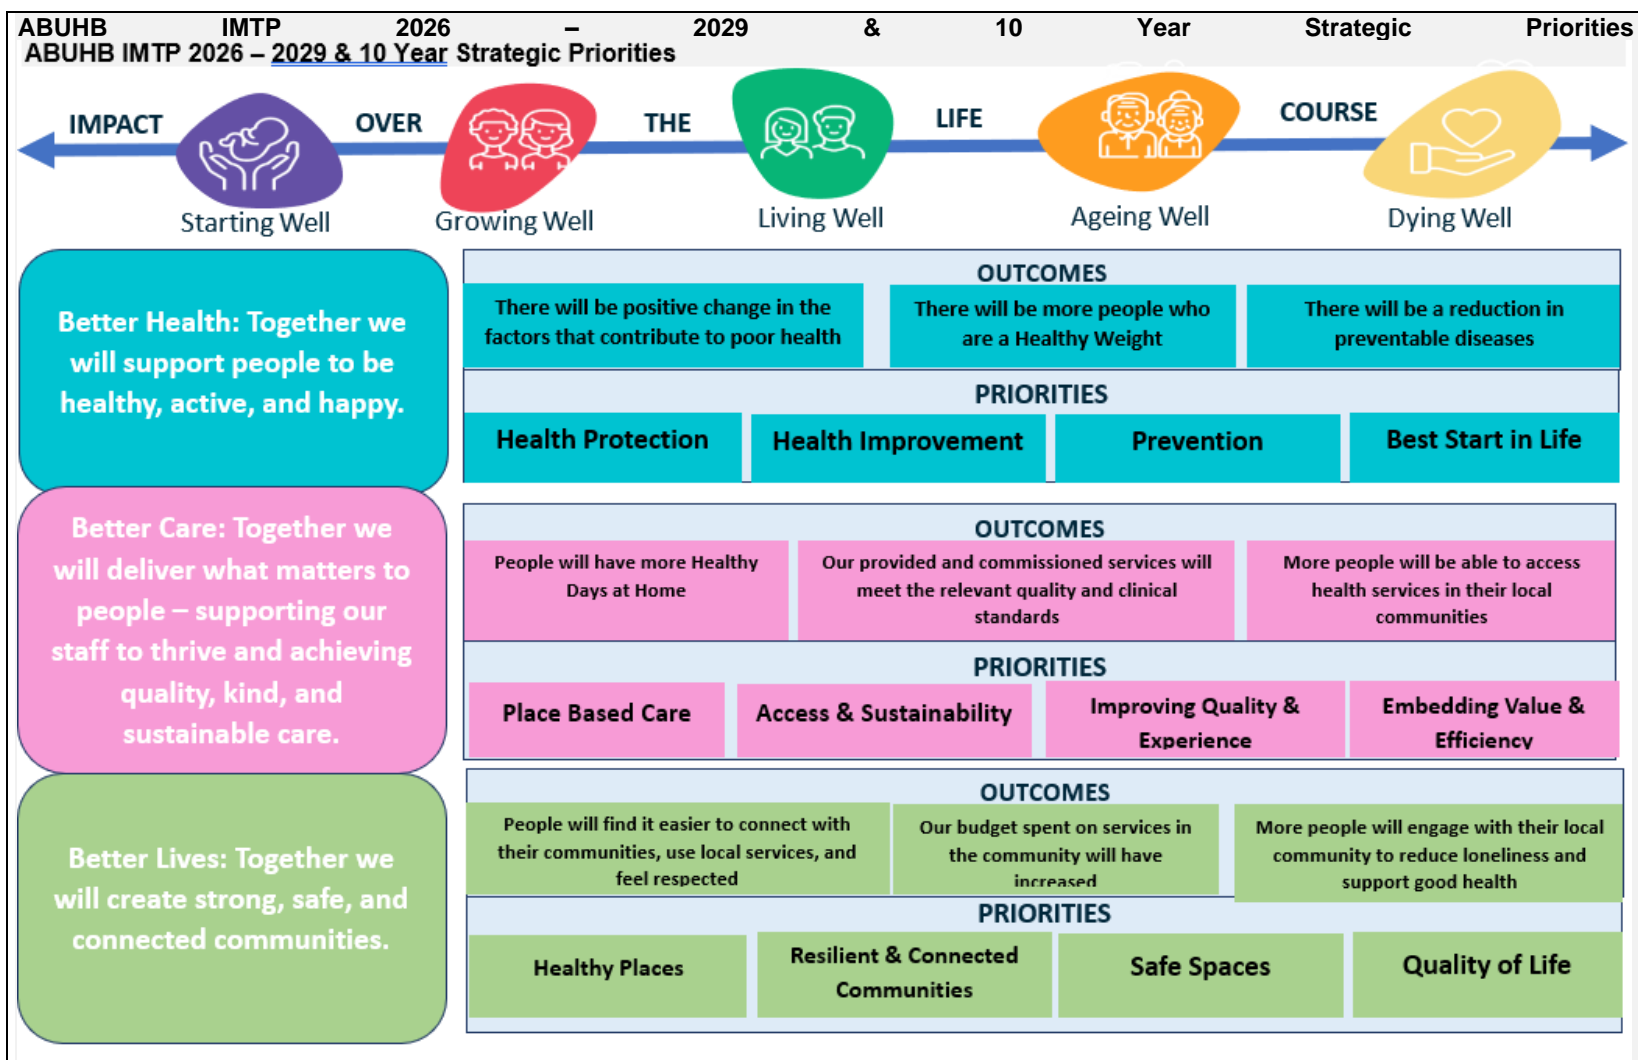 ABUHB IMTP 2026 – 2029 & 10 Year Strategic Priorities
ABUHB IMTP 2026 – 2029 & 10 Year Strategic Priorities
IMPACT OVER THE LIFE COURSE
Starting Well
Growing Well
Living Well
Ageing Well
Dying Well
Better Health: Together we
will support people to be
healthy, active, and happy.
OUTCOMES
There will be positive change in the
factors that contribute to poor health
There will be more people who
are a Healthy Weight
There will be a reduction in
preventable diseases
PRIORITIES
Health Protection
Health Improvement
Prevention
Best Start in Life
Better Care: Together we
will deliver what matters to
people – supporting our
staff to thrive and achieving
quality, kind, and
sustainable care.
OUTCOMES
People will have more Healthy
Days at Home
Our provided and commissioned services will
meet the relevant quality and clinical
standards
More people will be able to access
health services in their local
communities
PRIORITIES
Place Based Care
Access & Sustainability
Improving Quality &
Experience
Embedding Value &
Efficiency
Better Lives: Together we
will create strong, safe, and
connected communities.
OUTCOMES
People will find it easier to connect with
their communities, use local services, and
feel respected
Our budget spent on services in
the community will have
increased
More people will engage with their local
community to reduce loneliness and
support good health
PRIORITIES
Healthy Places
Resilient & Connected
Communities
Safe Spaces
Quality of Life